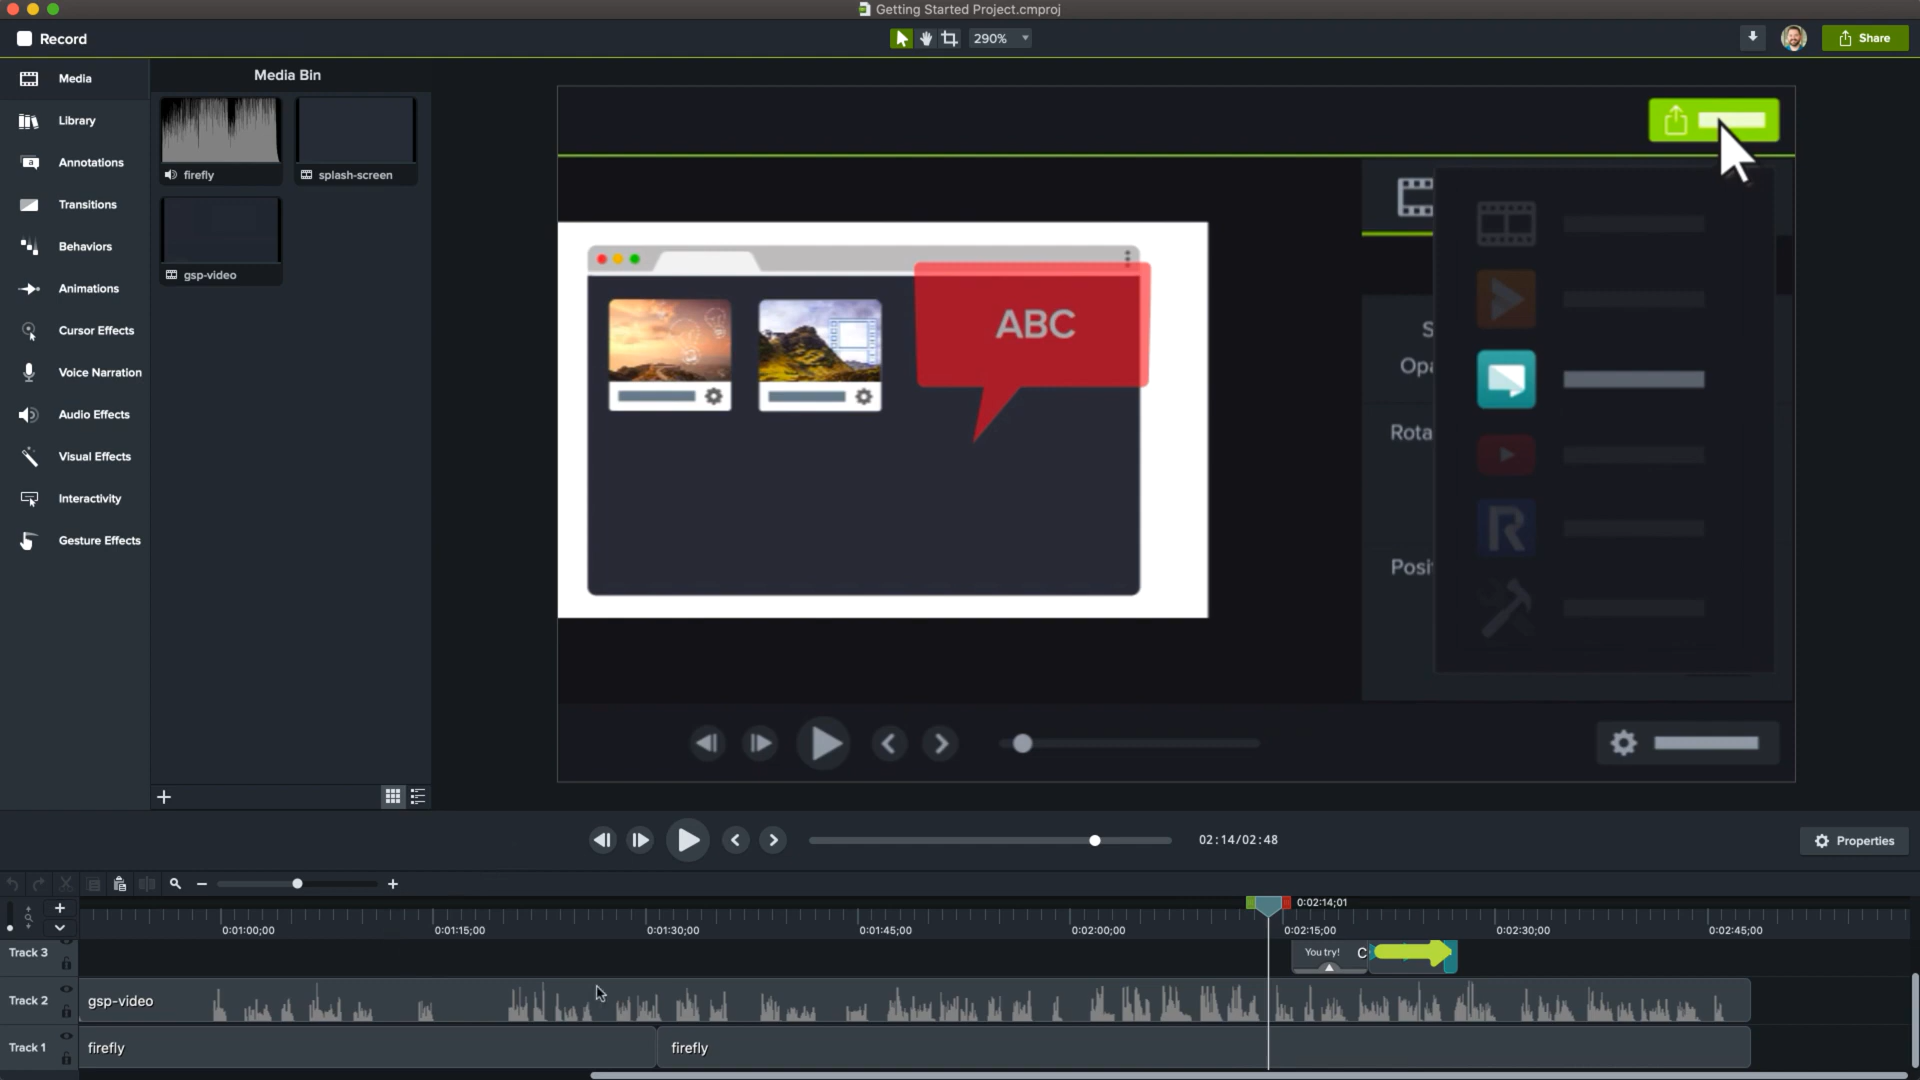 Getting Started Project.cmproj
Record
290%
Share
Media
Library
Annotations
Transitions
Behaviors
Animations
Cursor Effects
Voice Narration
Audio Effects
Visual Effects
Interactivity
Gesture Effects
Media Bin
firefly
splash-screen
gsp-video
ABC
S
Opa
Rota
Posit
R
02:14/02:48
Properties
0:02:14;01
0:01:00;00
0:01:15;00
0:01:30;00
0:01:45;00
0:02:00;00
0:02:15;00
0:02:30;00
0:02:45;00
Track 3
You try!
C
Track 2
gsp-video
Track 1
firefly
firefly